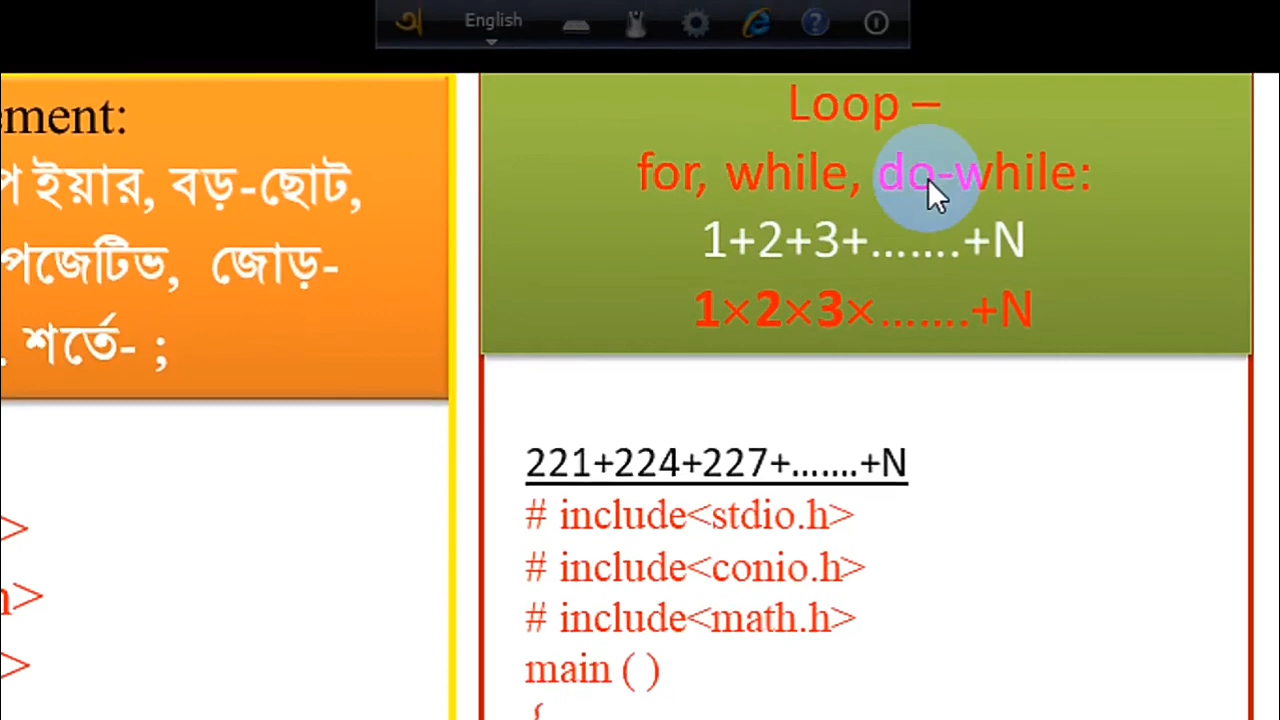 English
ement:
ইয়ার, বড়-ছোট,
পজেটিভ, জোড়-
শর্তে- ;
>
>
>
Loop –
for, while, do-while:
1+2+3+…….+N
1×2×3×…….+N
221+224+227+…….+N
# include<stdio.h>
# include<conio.h>
# include<math.h>
main ( )
{